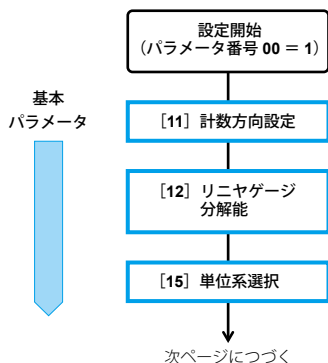 設定開始
（パラメータ番号 00 = 1）
基本
パラメータ
［11］計数方向設定
［12］リニヤゲージ
分解能
［15］単位系選択
次ページにつづく